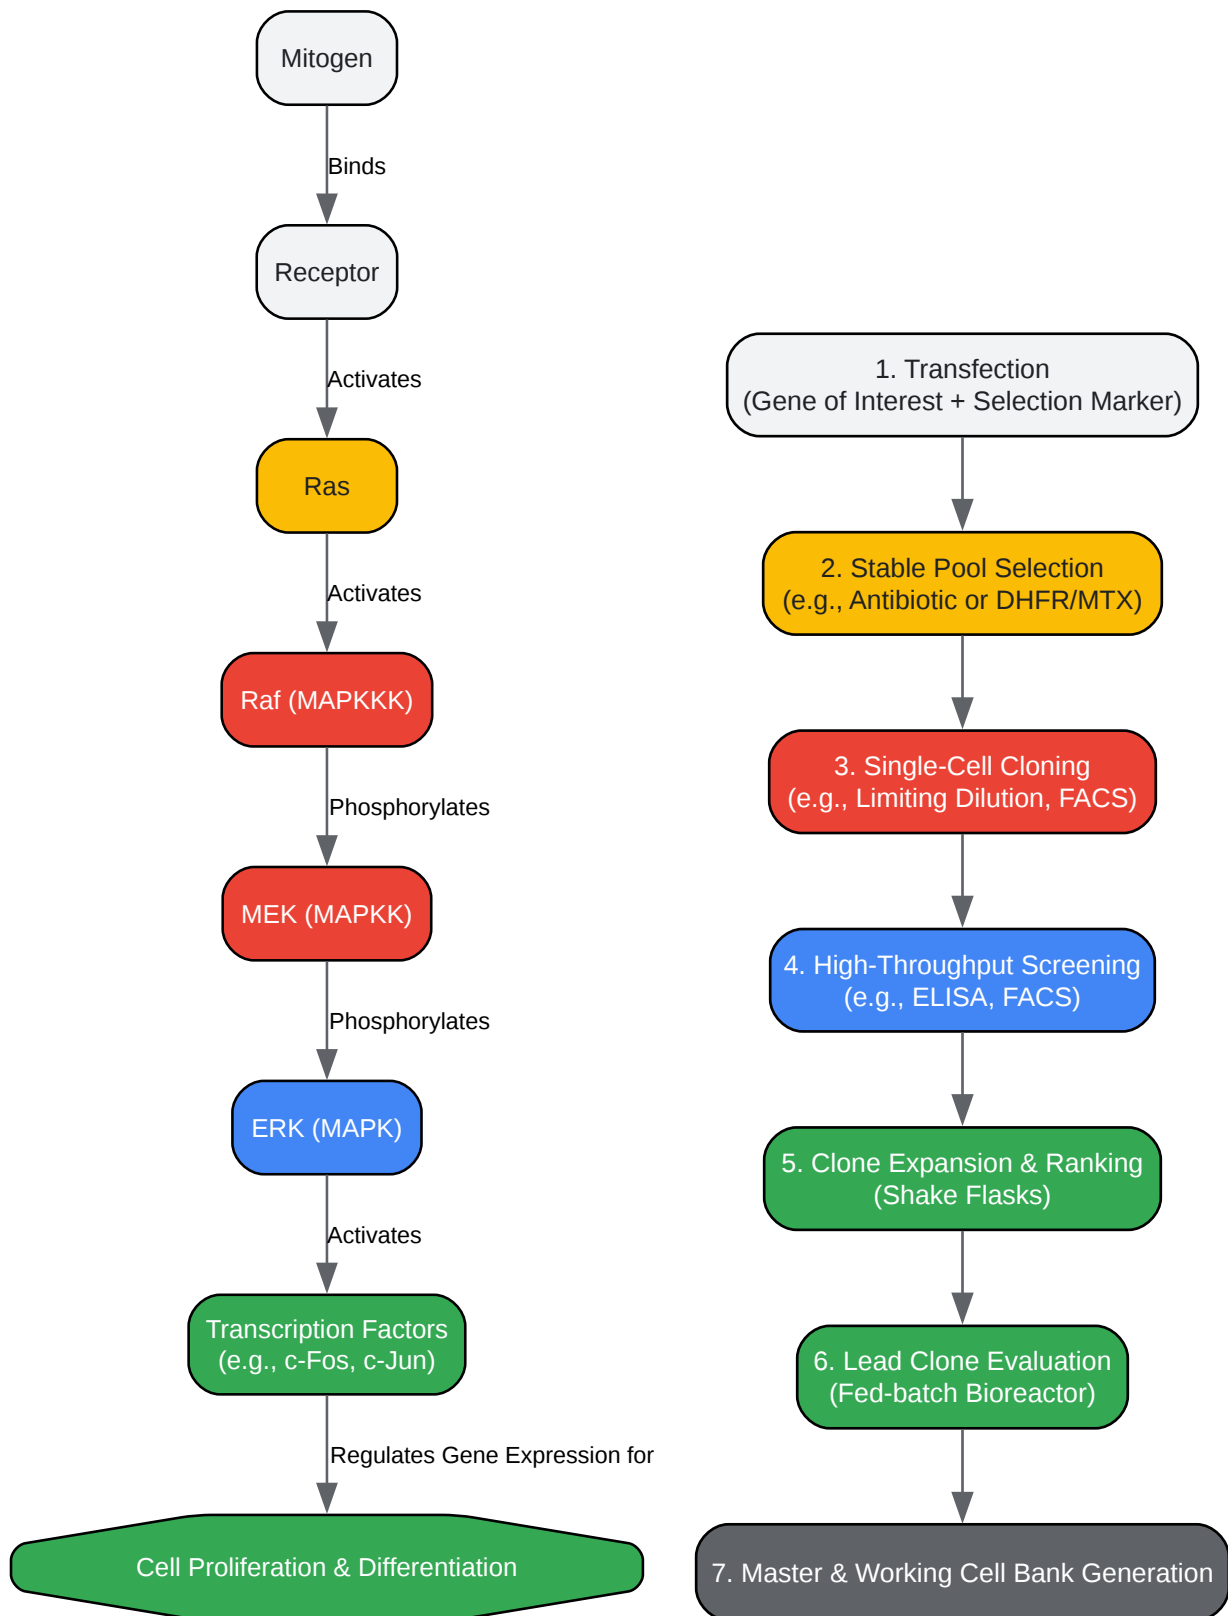 Mitogen
Binds
Receptor
Activates
Ras
Activates
Raf (MAPKKK)
Phosphorylates
MEK (MAPKK)
Phosphorylates
ERK (MAPK)
Activates
Transcription Factors
(e.g., c-Fos, c-Jun)
Regulates Gene Expression for
Cell Proliferation & Differentiation
1. Transfection
(Gene of Interest + Selection Marker)
2. Stable Pool Selection
(e.g., Antibiotic or DHFR/MTX)
3. Single-Cell Cloning
(e.g., Limiting Dilution, FACS)
4. High-Throughput Screening
(e.g., ELISA, FACS)
5. Clone Expansion & Ranking
(Shake Flasks)
6. Lead Clone Evaluation
(Fed-batch Bioreactor)
7. Master & Working Cell Bank Generation